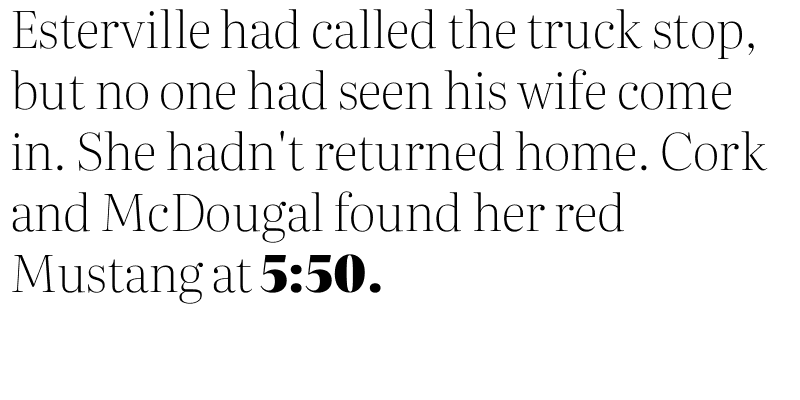 Esterville had called the truck stop,
but no one had seen his wife come
in. She hadn't returned home. Cork
and McDougal found her red
Mustang at 5:50.